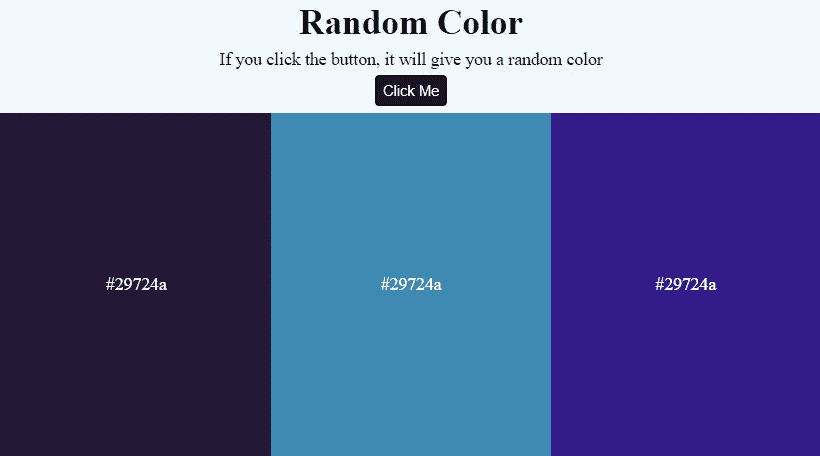 Random Color
If you click the button, it will give you a random color
Click Me
#29724a
#29724a
#29724a